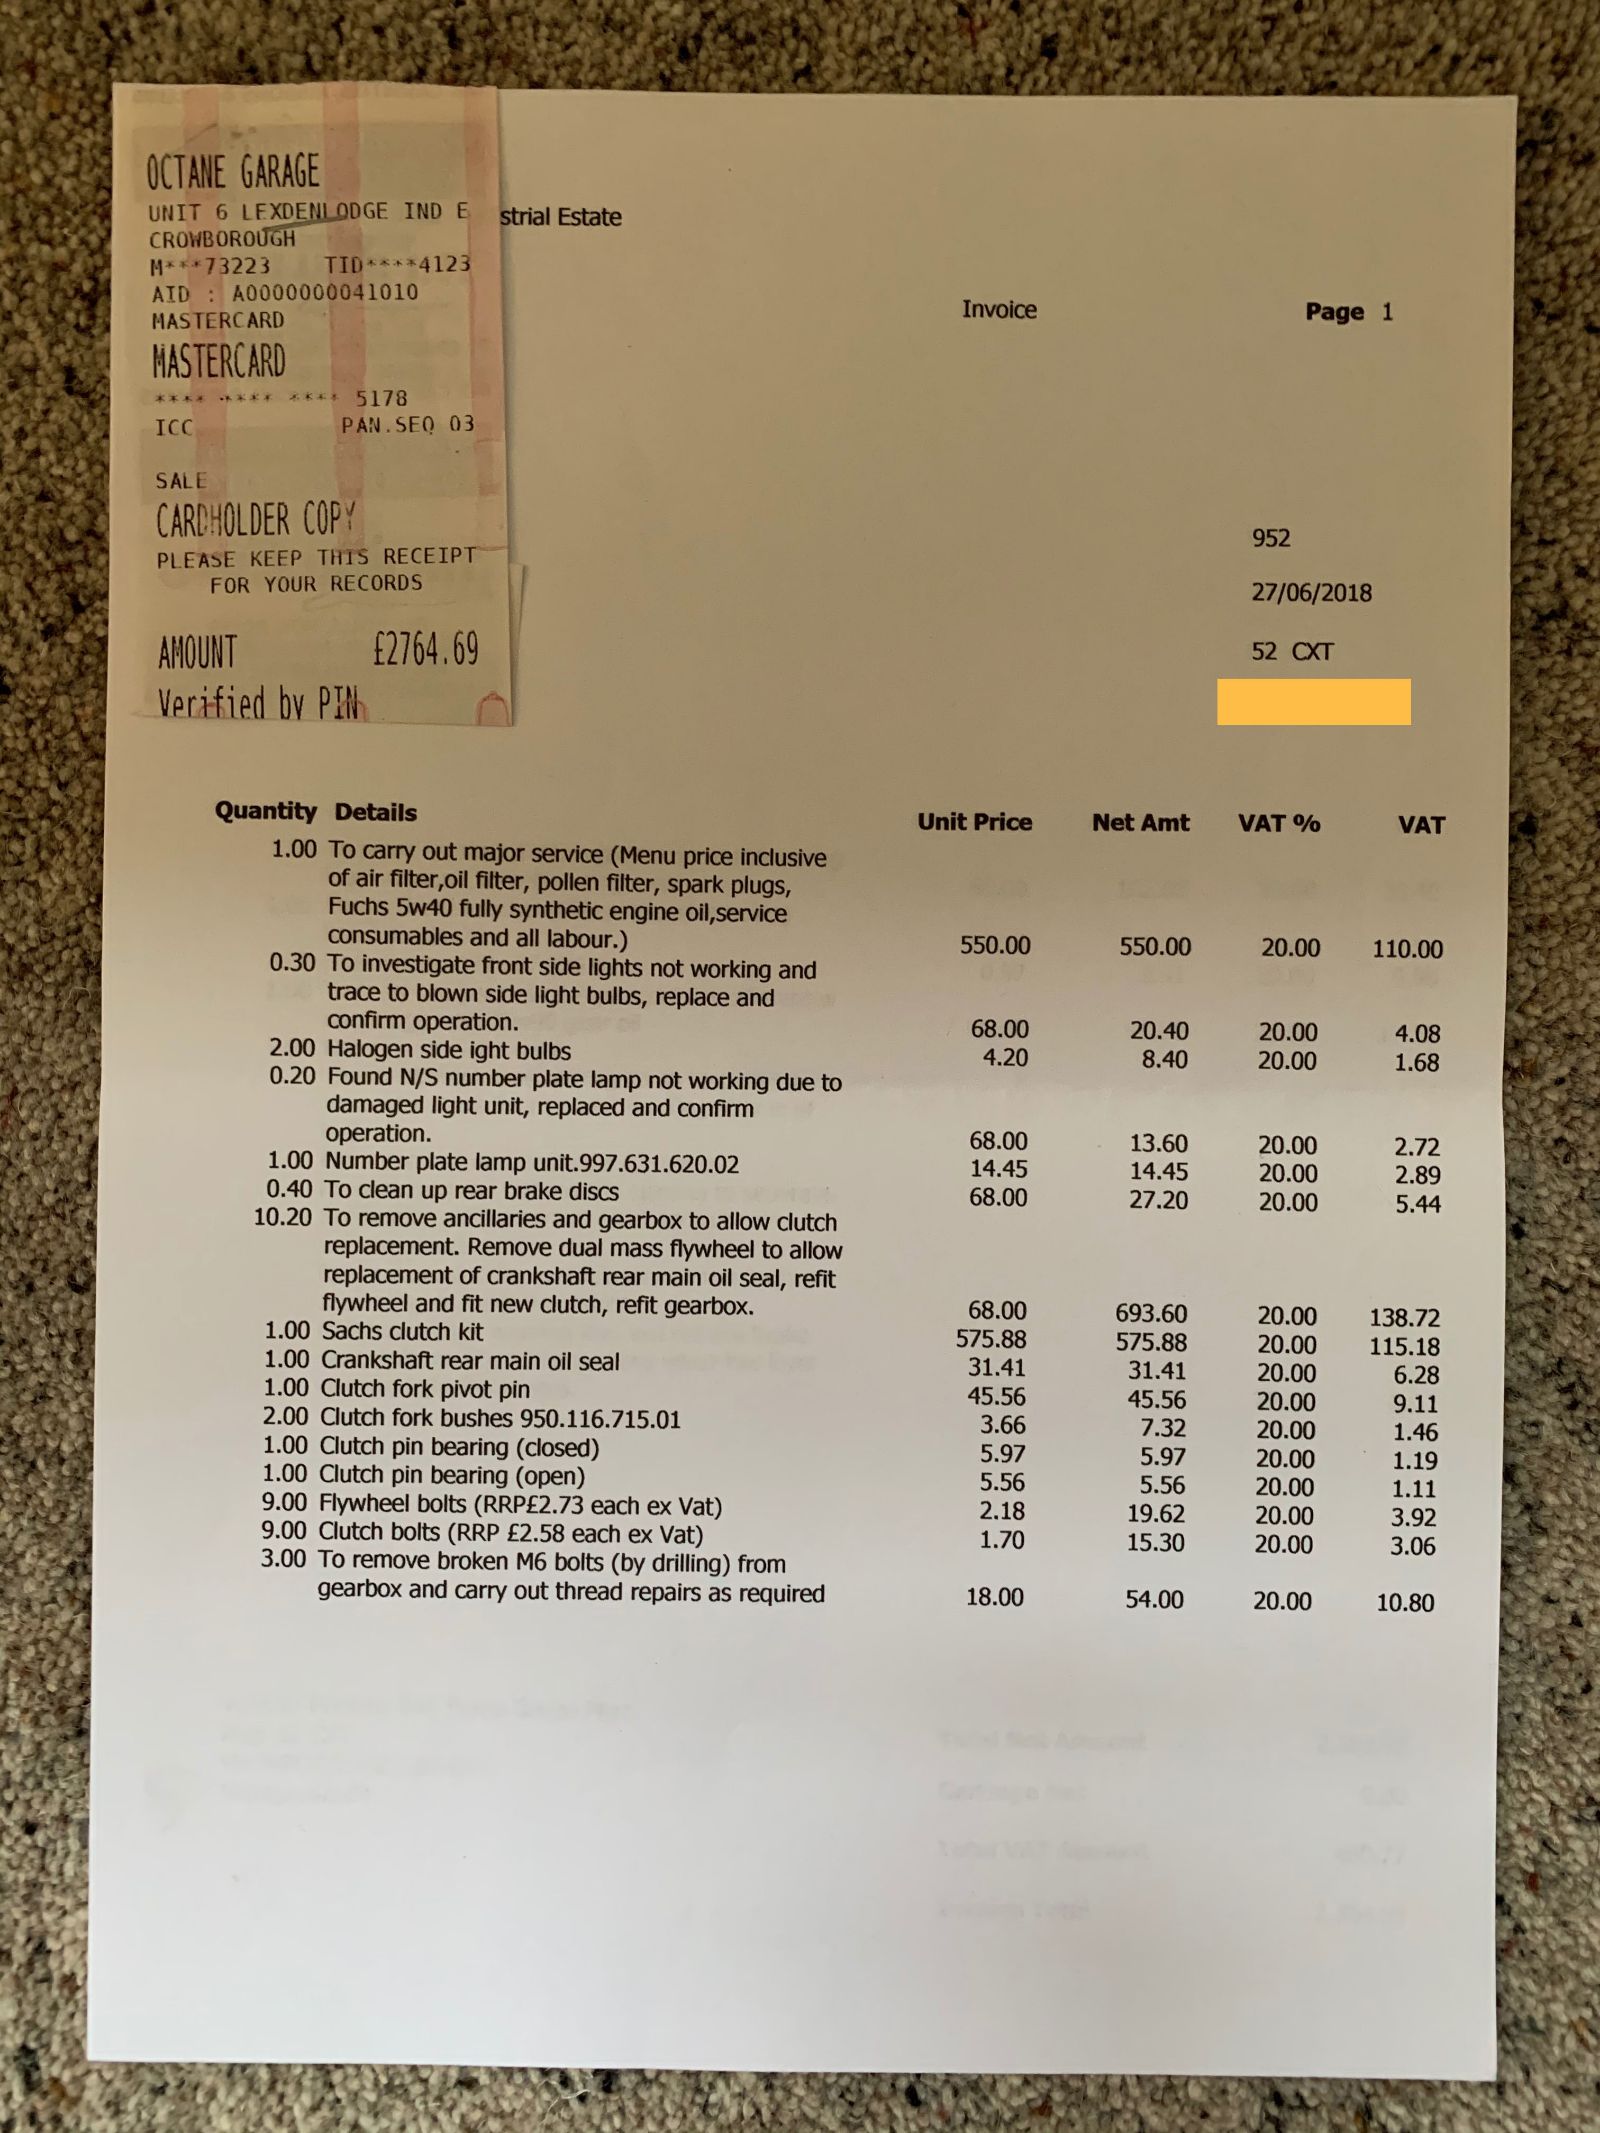 OCTANE GARAGE
UNIT 6 LEXDENLODGE IND E
strial Estate
CROWBOROUGH
M***73223 TID****4123
AID : A0000000041010
MASTERCARD
MASTERCARD
**** **** **** 5178
ICC PAN.SEQ 03
SALE
CARDHOLDER COPY
PLEASE KEEP THIS RECEIPT
FOR YOUR RECORDS
AMOUNT £2764.69
Verified by PIN
Invoice Page 1
952
27/06/2018
52 CXT
Quantity Details Unit Price Net Amt VAT % VAT
1.00 To carry out major service (Menu price inclusive
of air filter,oil filter, pollen filter, spark plugs,
Fuchs 5w40 fully synthetic engine oil,service
consumables and all labour.) 550.00 550.00 20.00 110.00
0.30 To investigate front side lights not working and
trace to blown side light bulbs, replace and
confirm operation. 68.00 20.40 20.00 4.08
2.00 Halogen side ight bulbs 4.20 8.40 20.00 1.68
0.20 Found N/S number plate lamp not working due to
damaged light unit, replaced and confirm
operation. 68.00 13.60 20.00 2.72
1.00 Number plate lamp unit.997.631.620.02 14.45 14.45 20.00 2.89
0.40 To clean up rear brake discs 68.00 27.20 20.00 5.44
10.20 To remove ancillaries and gearbox to allow clutch
replacement. Remove dual mass flywheel to allow
replacement of crankshaft rear main oil seal, refit
flywheel and fit new clutch, refit gearbox. 68.00 693.60 20.00 138.72
1.00 Sachs clutch kit 575.88 575.88 20.00 115.18
1.00 Crankshaft rear main oil seal 31.41 31.41 20.00 6.28
1.00 Clutch fork pivot pin 45.56 45.56 20.00 9.11
2.00 Clutch fork bushes 950.116.715.01 3.66 7.32 20.00 1.46
1.00 Clutch pin bearing (closed) 5.97 5.97 20.00 1.19
1.00 Clutch pin bearing (open) 5.56 5.56 20.00 1.11
9.00 Flywheel bolts (RRP£2.73 each ex Vat) 2.18 19.62 20.00 3.92
9.00 Clutch bolts (RRP £2.58 each ex Vat) 1.70 15.30 20.00 3.06
3.00 To remove broken M6 bolts (by drilling) from
gearbox and carry out thread repairs as required 18.00 54.00 20.00 10.80